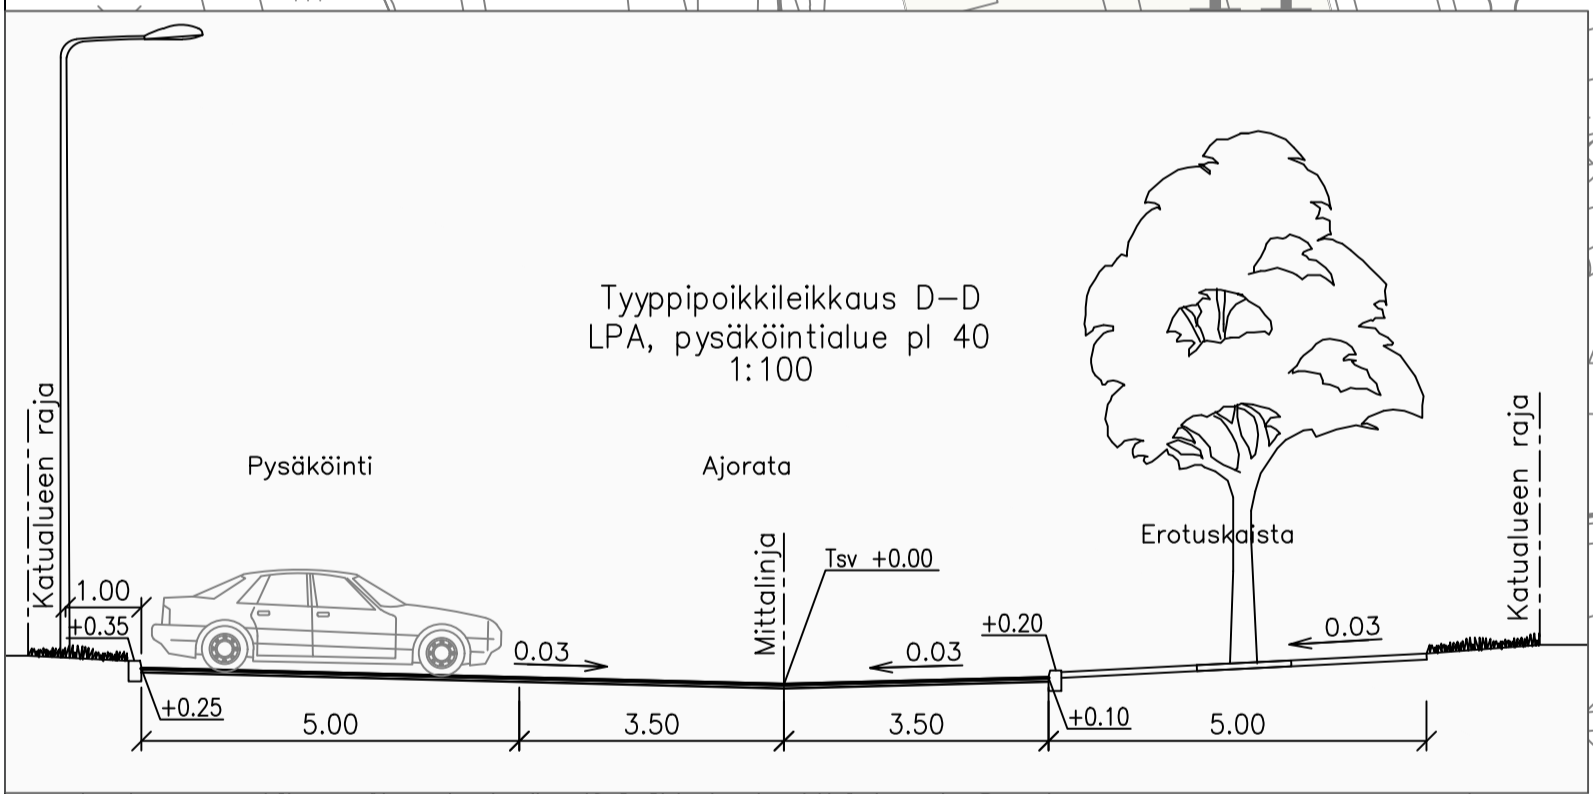 Tyyppipoikkileikkaus D-D
LPA, pysäköintialue pl 40
1:100
Katualueen raja
Pysäköinti
Ajorata
Erotuskaista
Katualueen raja
Mittalinja
Tsv +0.00
1.00
+0.35
0.03
0.03
+0.20
0.03
+0.25
+0.10
5.00
3.50
3.50
5.00